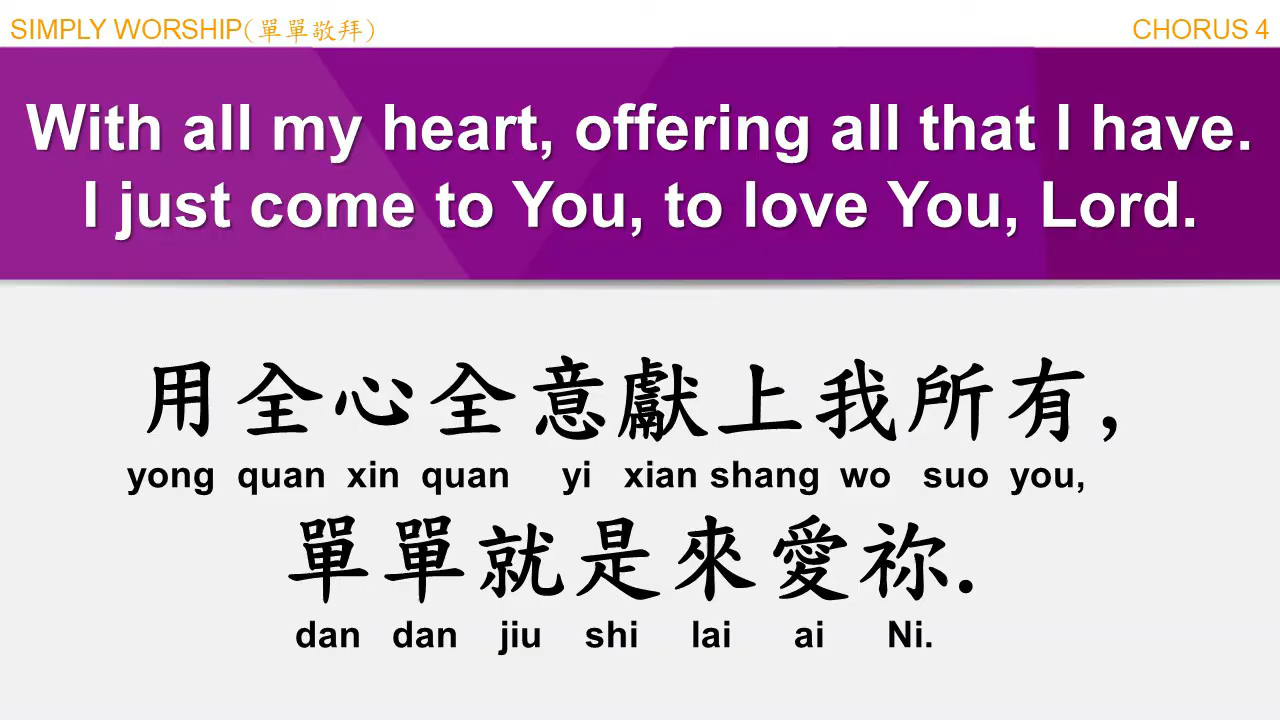 SIMPLY WORSHIP(單單敬拜)
CHORUS 4
With all my heart, offering all that I have.
I just come to You, to love You, Lord.
用全心全意獻上我所有,
yong quan xin quan yi xian shang wo suo you,
單單就是來愛祢.
dan dan jiu shi lai ai Ni.